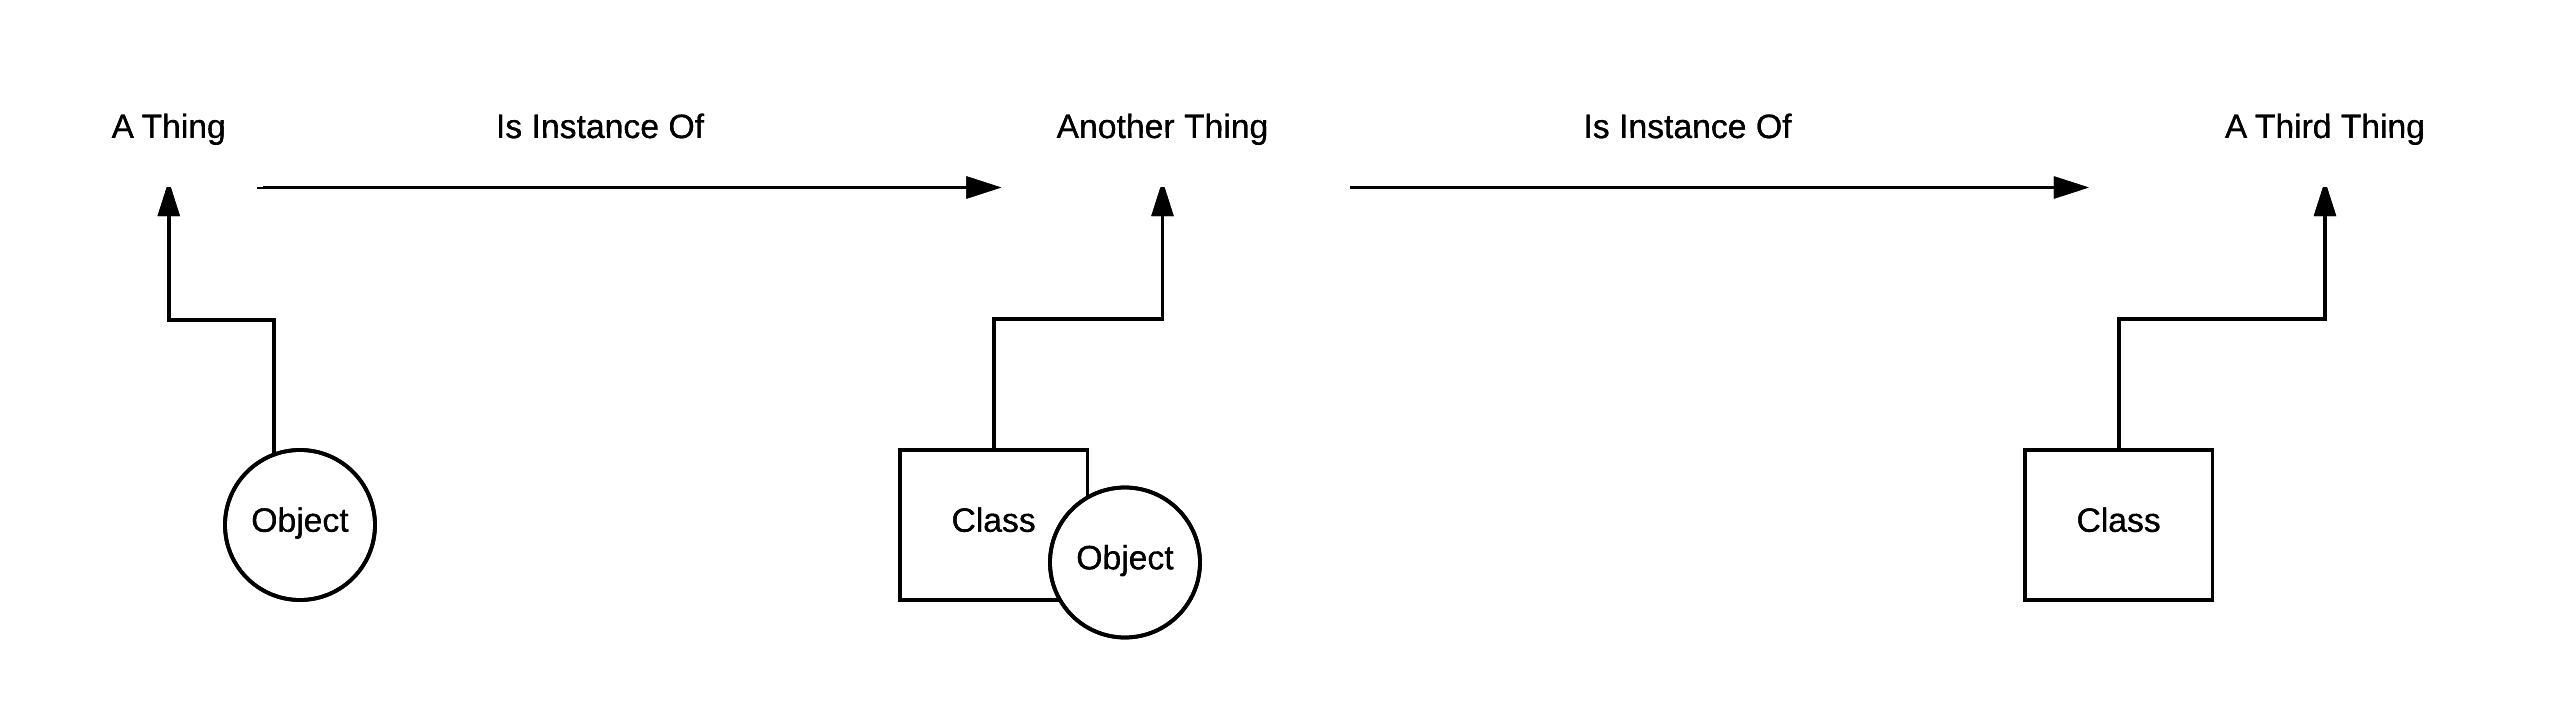 A Thing
Is Instance Of
Another Thing
Is Instance Of
A Third Thing
Object
Class
Object
Class